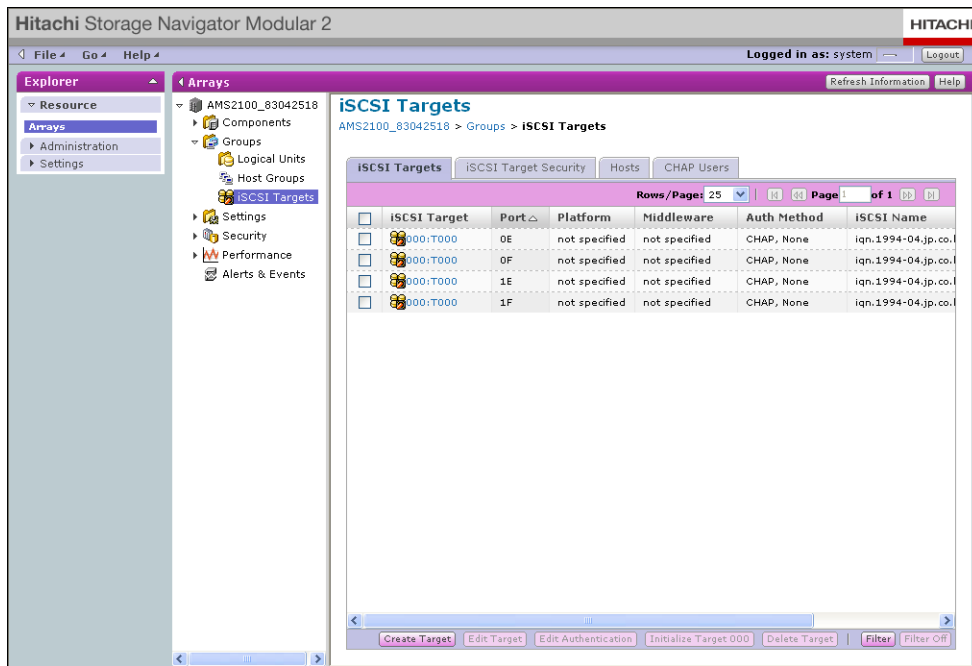 Hitachi Storage Navigator Modular 2
HITACHI
File Go Help
Logged in as: system
Logout
Explorer
Resource
Arrays
Administration
Settings
Arrays
Refresh Information
Help
AMS2100_83042518
Components
Groups
Logical Units
Host Groups
iSCSI Targets
Settings
Security
Performance
Alerts & Events
iSCSI Targets
AMS2100_83042518 > Groups > iSCSI Targets
iSCSI Targets iSCSI Target Security Hosts CHAP Users
Rows/Page: 25 Page 1 of 1
iSCSI Target Port Platform Middleware Auth Method iSCSI Name
000:T000 0E not specified not specified CHAP, None iqn.1994-04.jp.co.
000:T000 0F not specified not specified CHAP, None iqn.1994-04.jp.co.
000:T000 1E not specified not specified CHAP, None iqn.1994-04.jp.co.
000:T000 1F not specified not specified CHAP, None iqn.1994-04.jp.co.
Create Target Edit Target Edit Authentication Initialize Target 000 Delete Target | Filter Filter Off